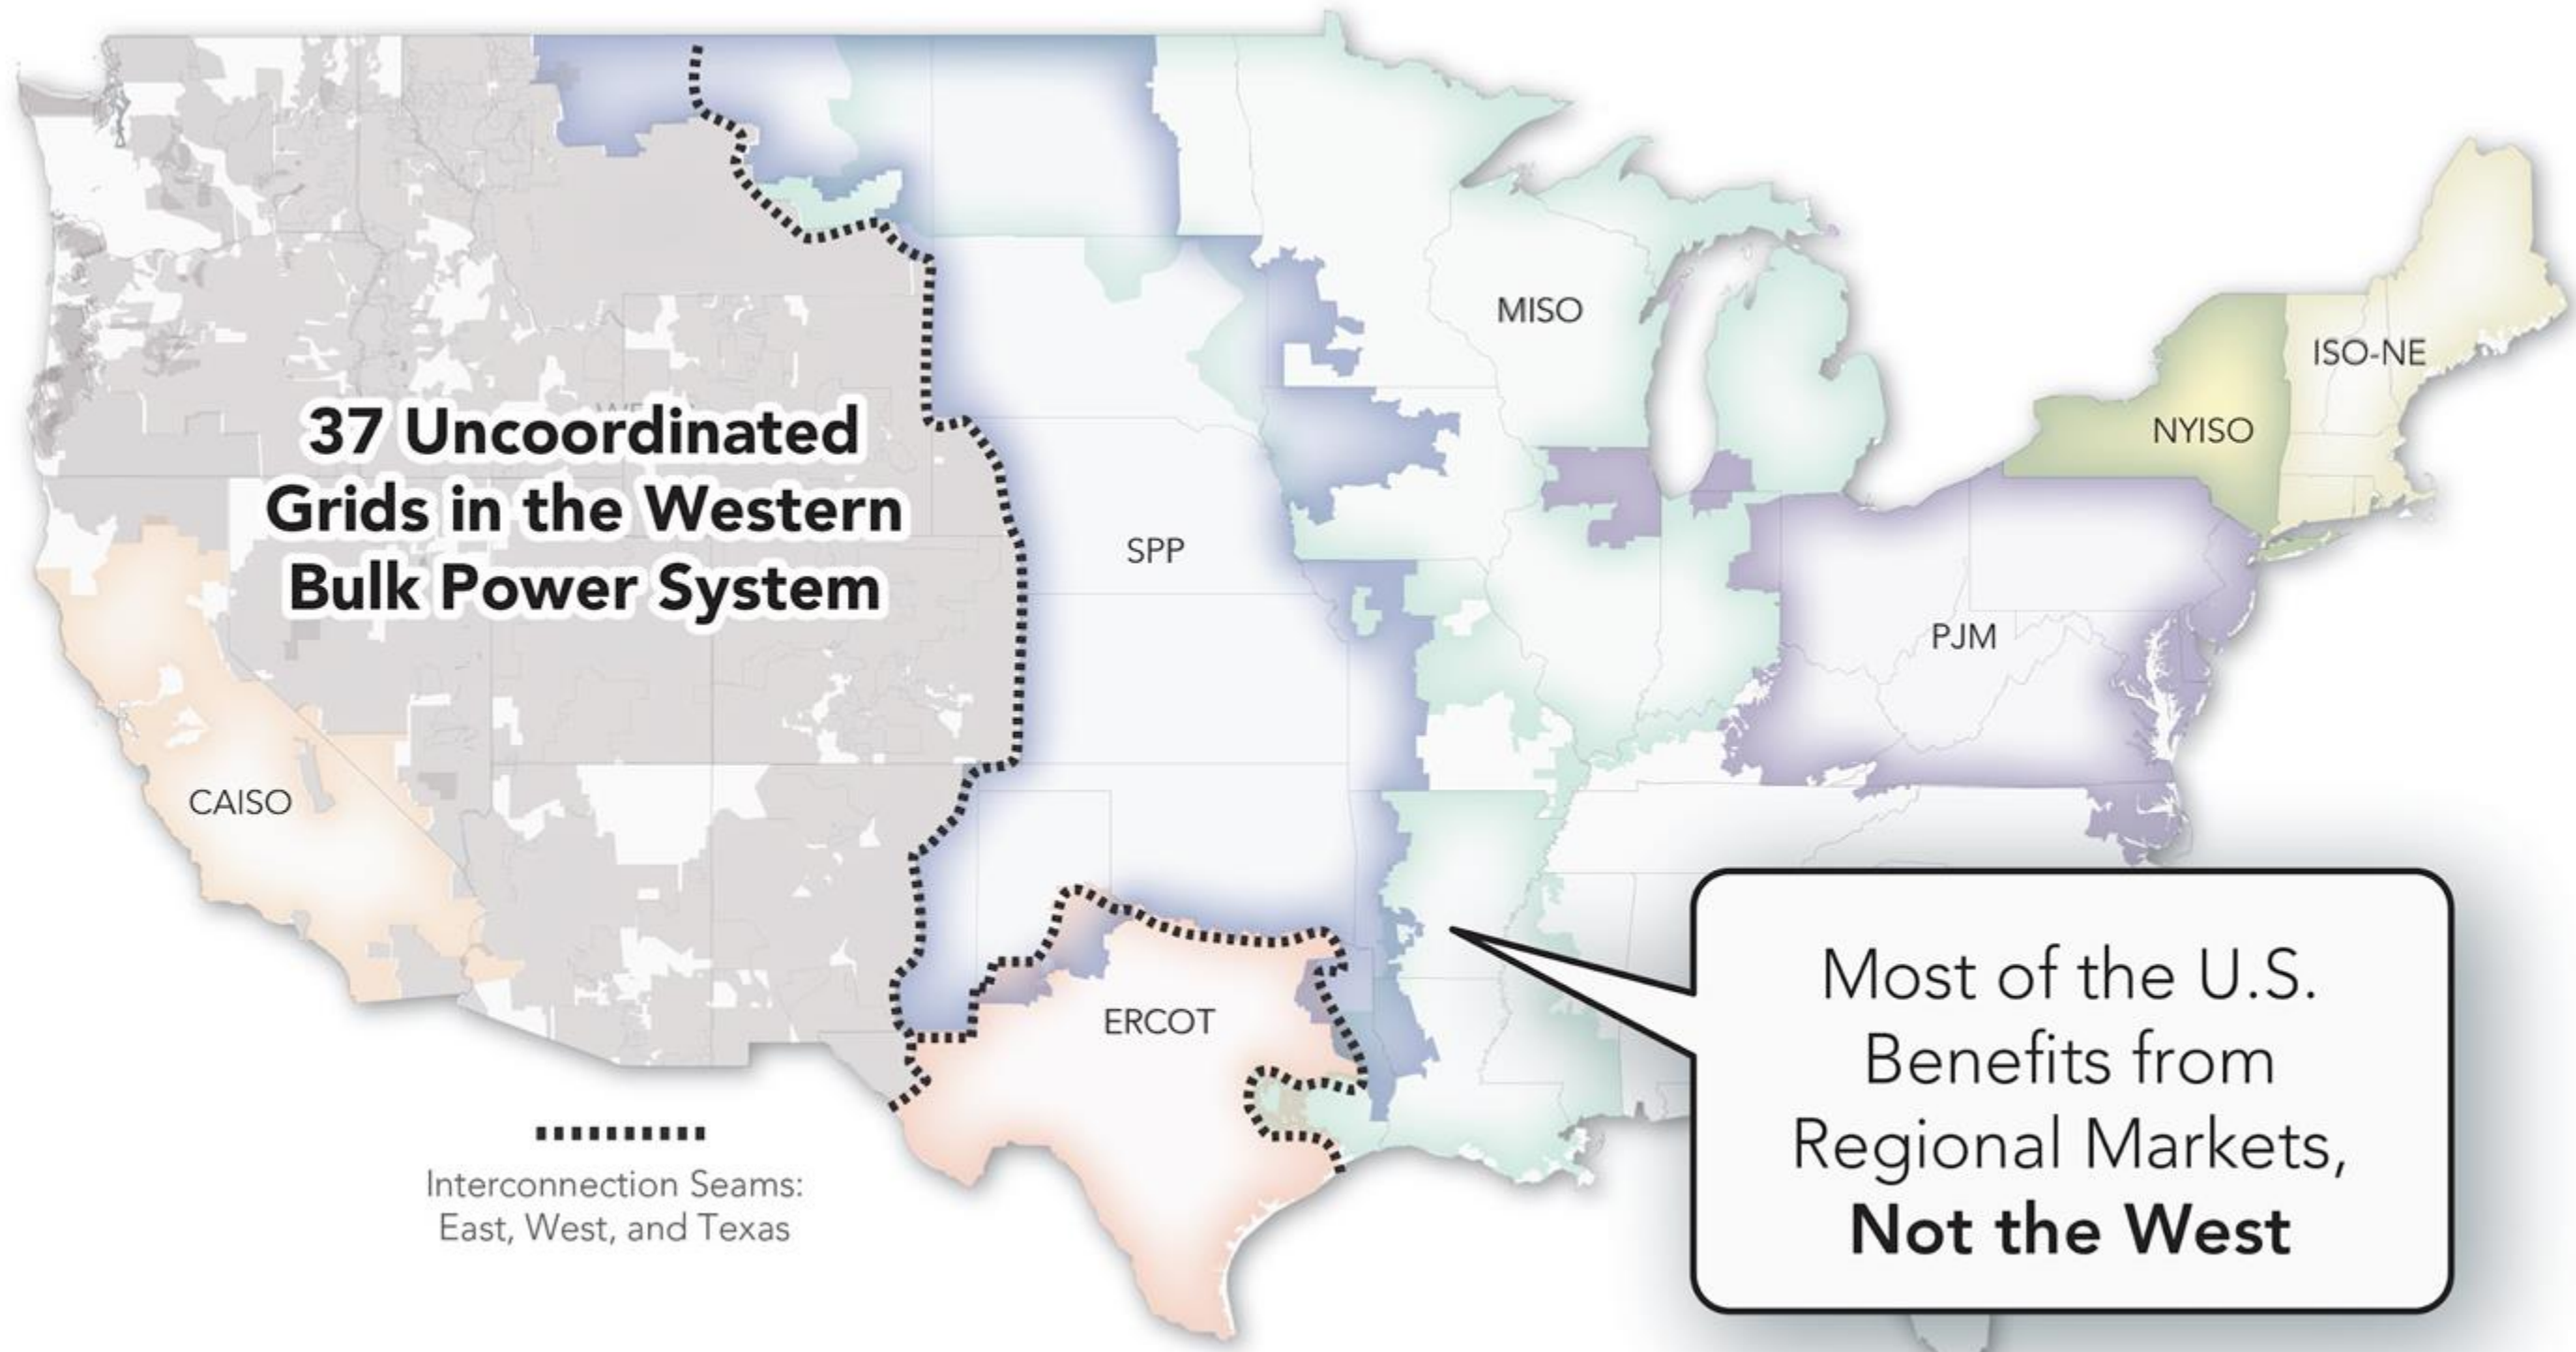 MISO
ISO-NE
NYISO
37 Uncoordinated
Grids in the Western
Bulk Power System
SPP
PJM
CAISO
ERCOT
Most of the U.S.
Benefits from
Regional Markets,
Not the West
Interconnection Seams:
East, West, and Texas